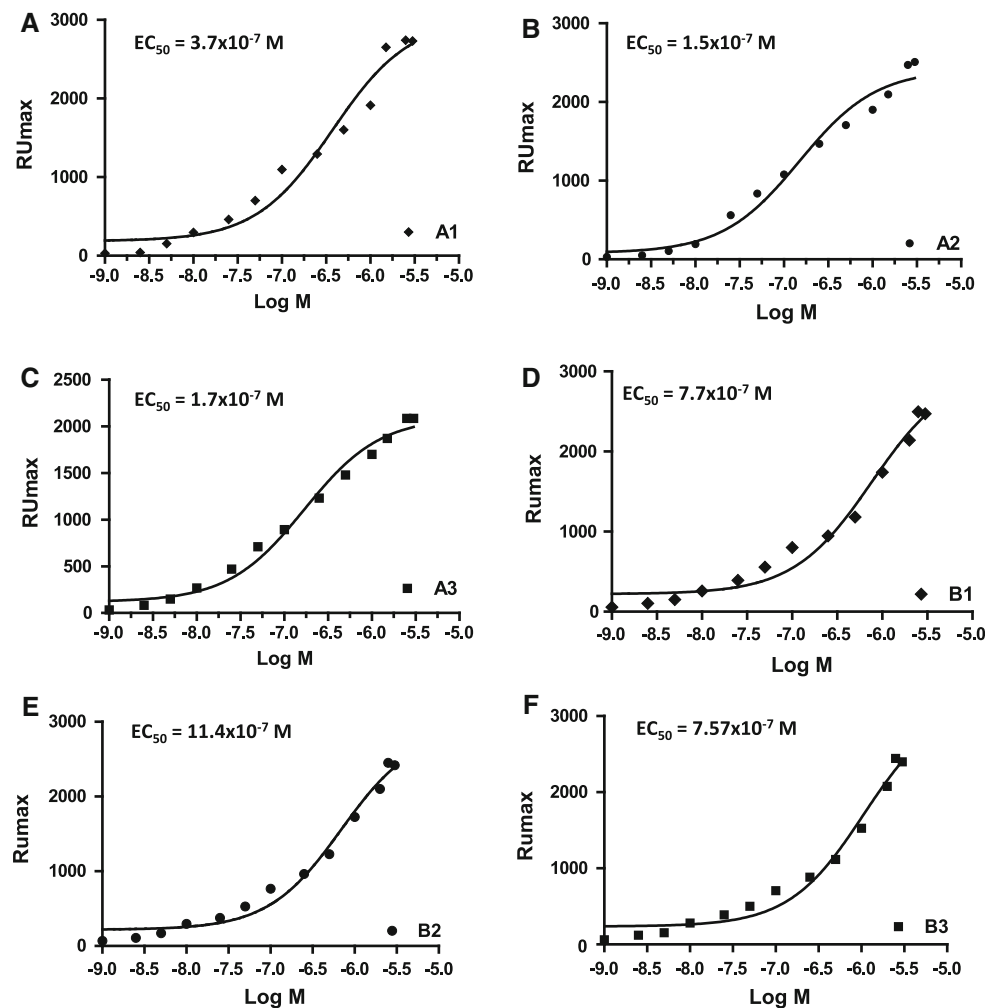 A
EC50 = 3.7x10-7 M
3000
2000
1000
0
RUmax
-9.0 -8.5 -8.0 -7.5 -7.0 -6.5 -6.0 -5.5 -5.0
Log M
A1
B
EC50 = 1.5x10-7 M
3000
2000
1000
0
RUmax
-9.0 -8.5 -8.0 -7.5 -7.0 -6.5 -6.0 -5.5 -5.0
Log M
A2
C
EC50 = 1.7x10-7 M
2500
2000
1500
1000
500
0
RUmax
-9.0 -8.5 -8.0 -7.5 -7.0 -6.5 -6.0 -5.5 -5.0
Log M
A3
D
EC50 = 7.7x10-7 M
3000
2000
1000
0
Rumax
-9.0 -8.5 -8.0 -7.5 -7.0 -6.5 -6.0 -5.5 -5.0
Log M
B1
E
EC50 = 11.4x10-7 M
3000
2000
1000
0
Rumax
-9.0 -8.5 -8.0 -7.5 -7.0 -6.5 -6.0 -5.5 -5.0
Log M
B2
F
EC50 = 7.57x10-7 M
3000
2000
1000
0
Rumax
-9.0 -8.5 -8.0 -7.5 -7.0 -6.5 -6.0 -5.5 -5.0
Log M
B3